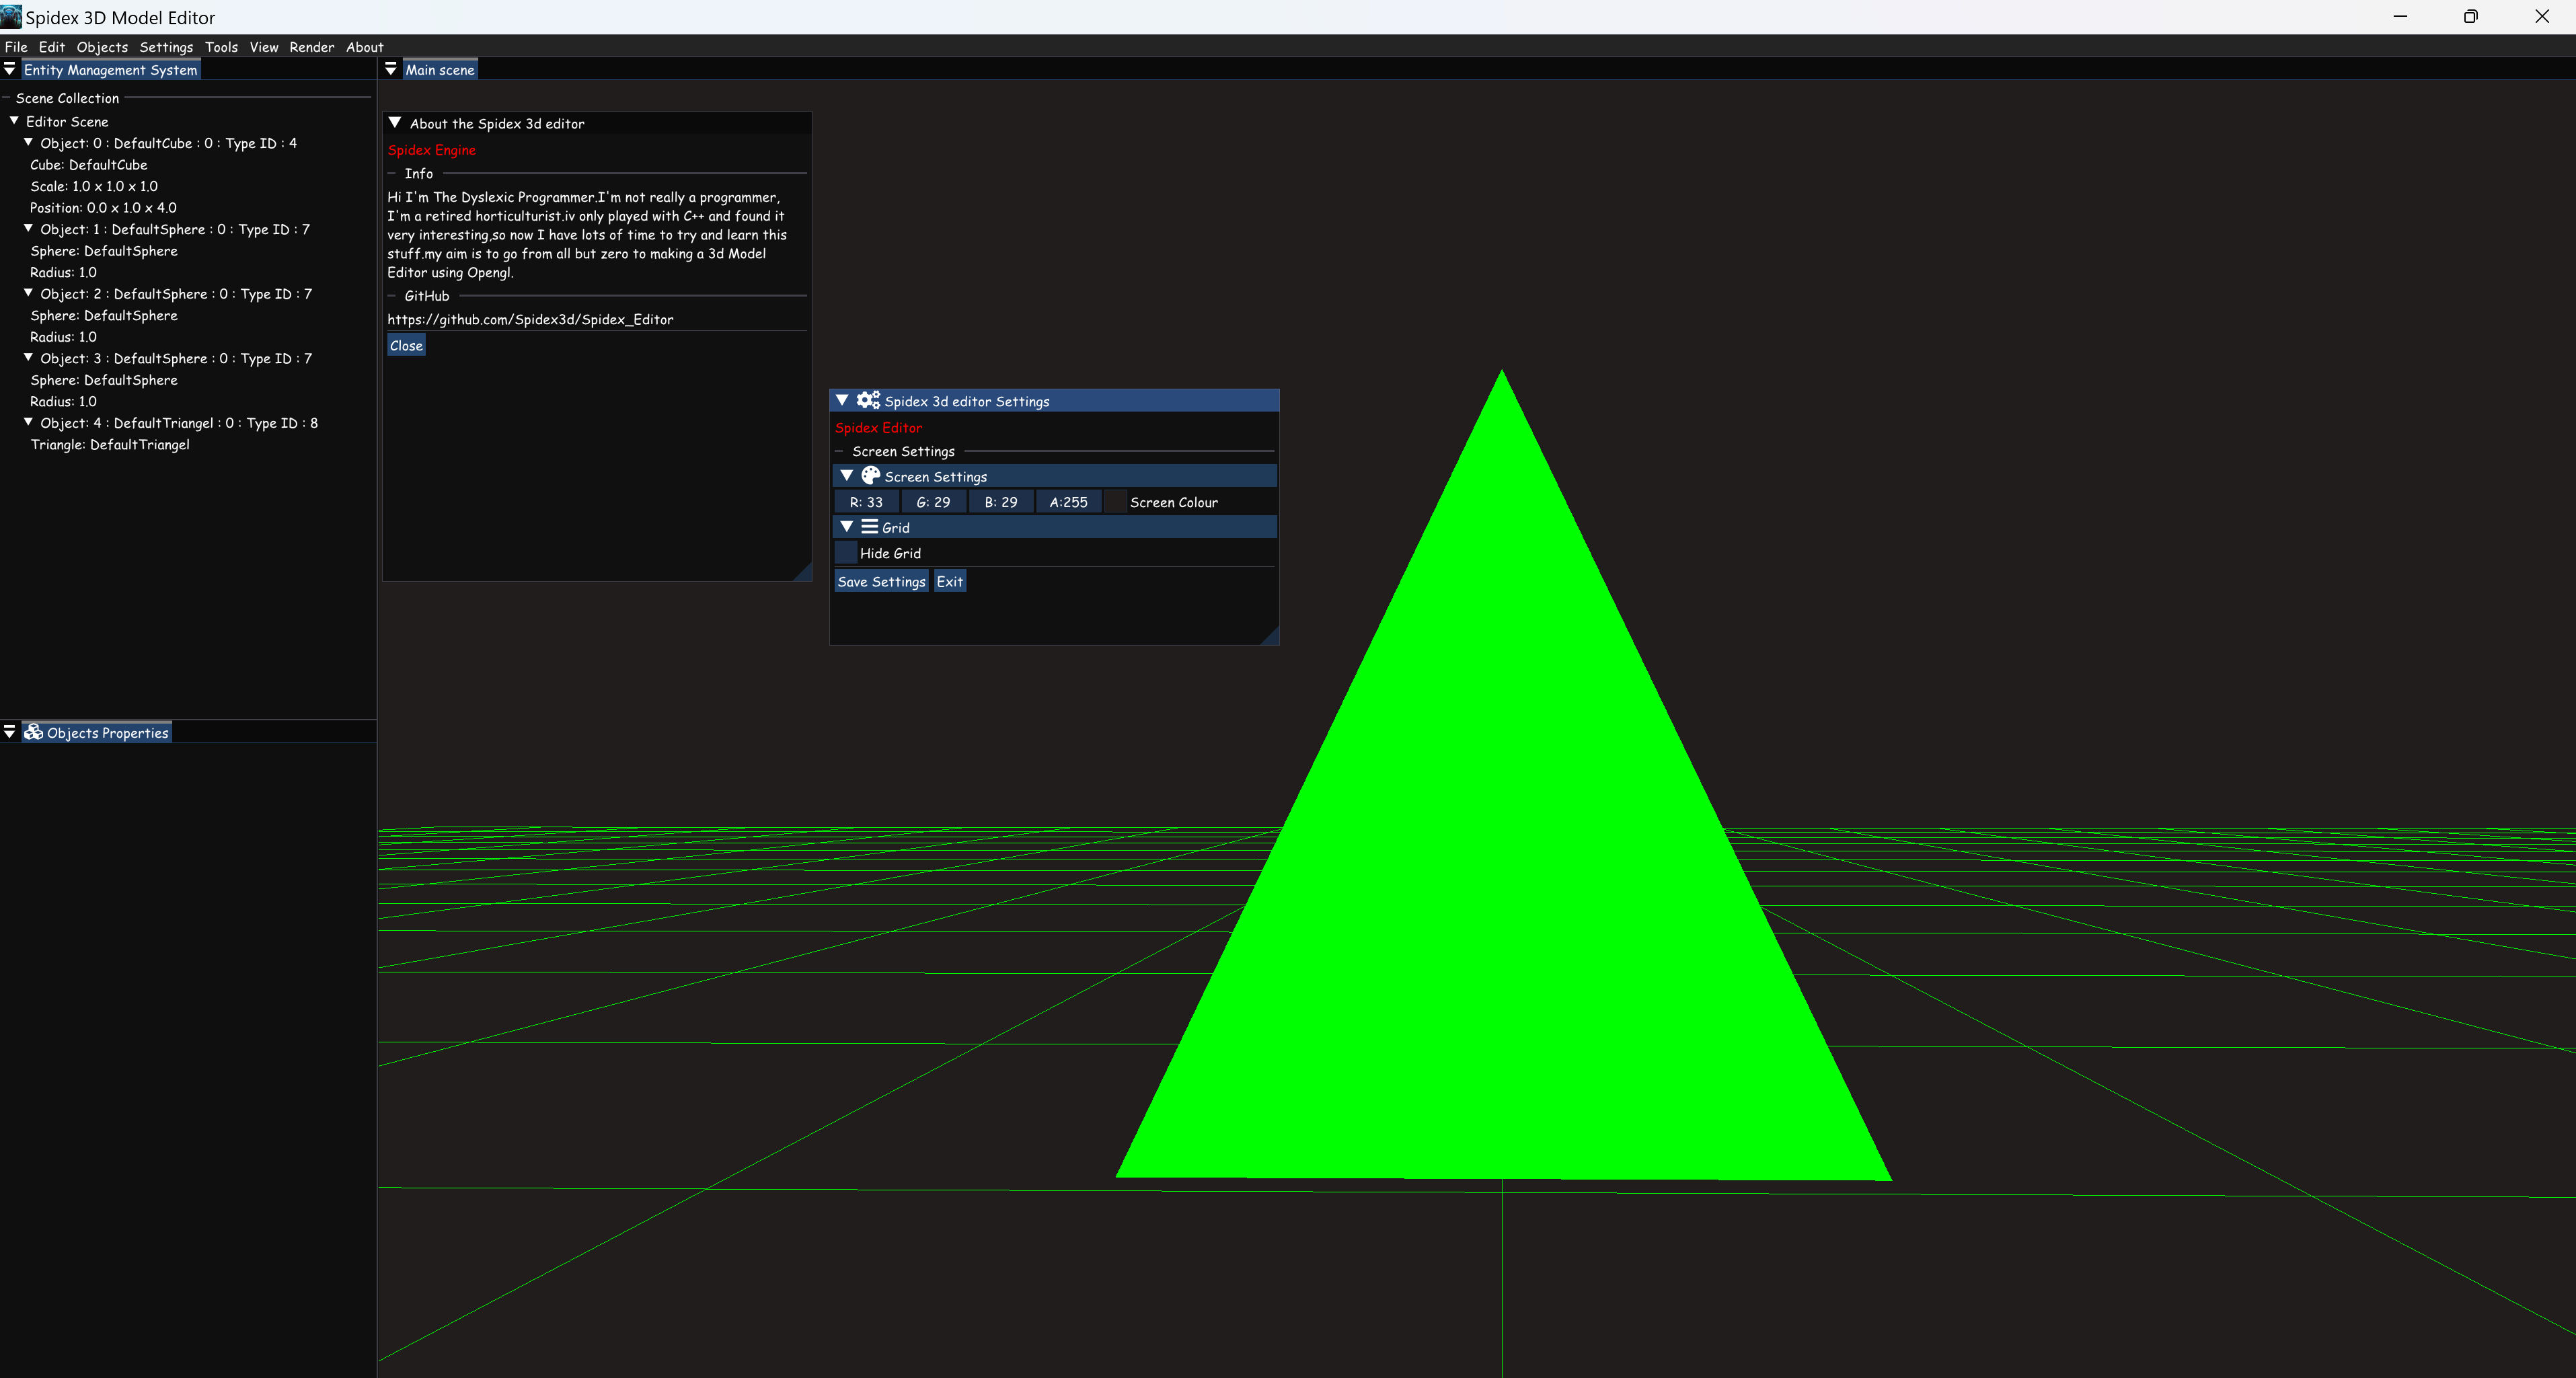 Spidex 3D Model Editor
File Edit Objects Settings Tools View Render About
Entity Management System
Scene Collection
Editor Scene
Object: 0 : DefaultCube : 0 : Type ID : 4
Cube: DefaultCube
Scale: 1.0 x 1.0 x 1.0
Position: 0.0 x 1.0 x 4.0
Object: 1 : DefaultSphere : 0 : Type ID : 7
Sphere: DefaultSphere
Radius: 1.0
Object: 2 : DefaultSphere : 0 : Type ID : 7
Sphere: DefaultSphere
Radius: 1.0
Object: 3 : DefaultSphere : 0 : Type ID : 7
Sphere: DefaultSphere
Radius: 1.0
Object: 4 : DefaultTriangel : 0 : Type ID : 8
Triangle: DefaultTriangel
Objects Properties
Main scene
About the Spidex 3d editor
Spidex Engine
Info
Hi I'm The Dyslexic Programmer.I'm not really a programmer,
I'm a retired horticulturist.iv only played with C++ and found it
very interesting,so now I have lots of time to try and learn this
stuff.my aim is to go from all but zero to making a 3d Model
Editor using Opengl.
GitHub
https://github.com/Spidex3d/Spidex_Editor
Close
Spidex 3d editor Settings
Spidex Editor
Screen Settings
Screen Settings
R: 33 G: 29 B: 29 A:255 Screen Colour
Grid
Hide Grid
Save Settings Exit